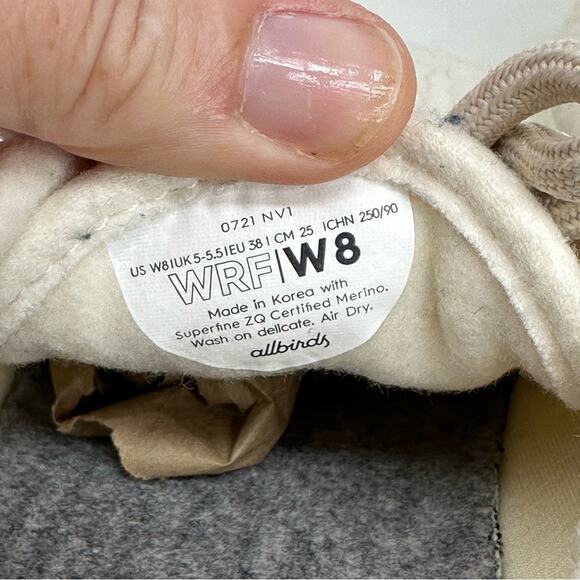 0721 NV1
US W8|UK 5-5.5|EU 38 | CM 25 |CHN 250/90
WRF|W8
Made in Korea with
Superfine ZQ Certified Merino.
Wash on delicate. Air Dry.
allbirds